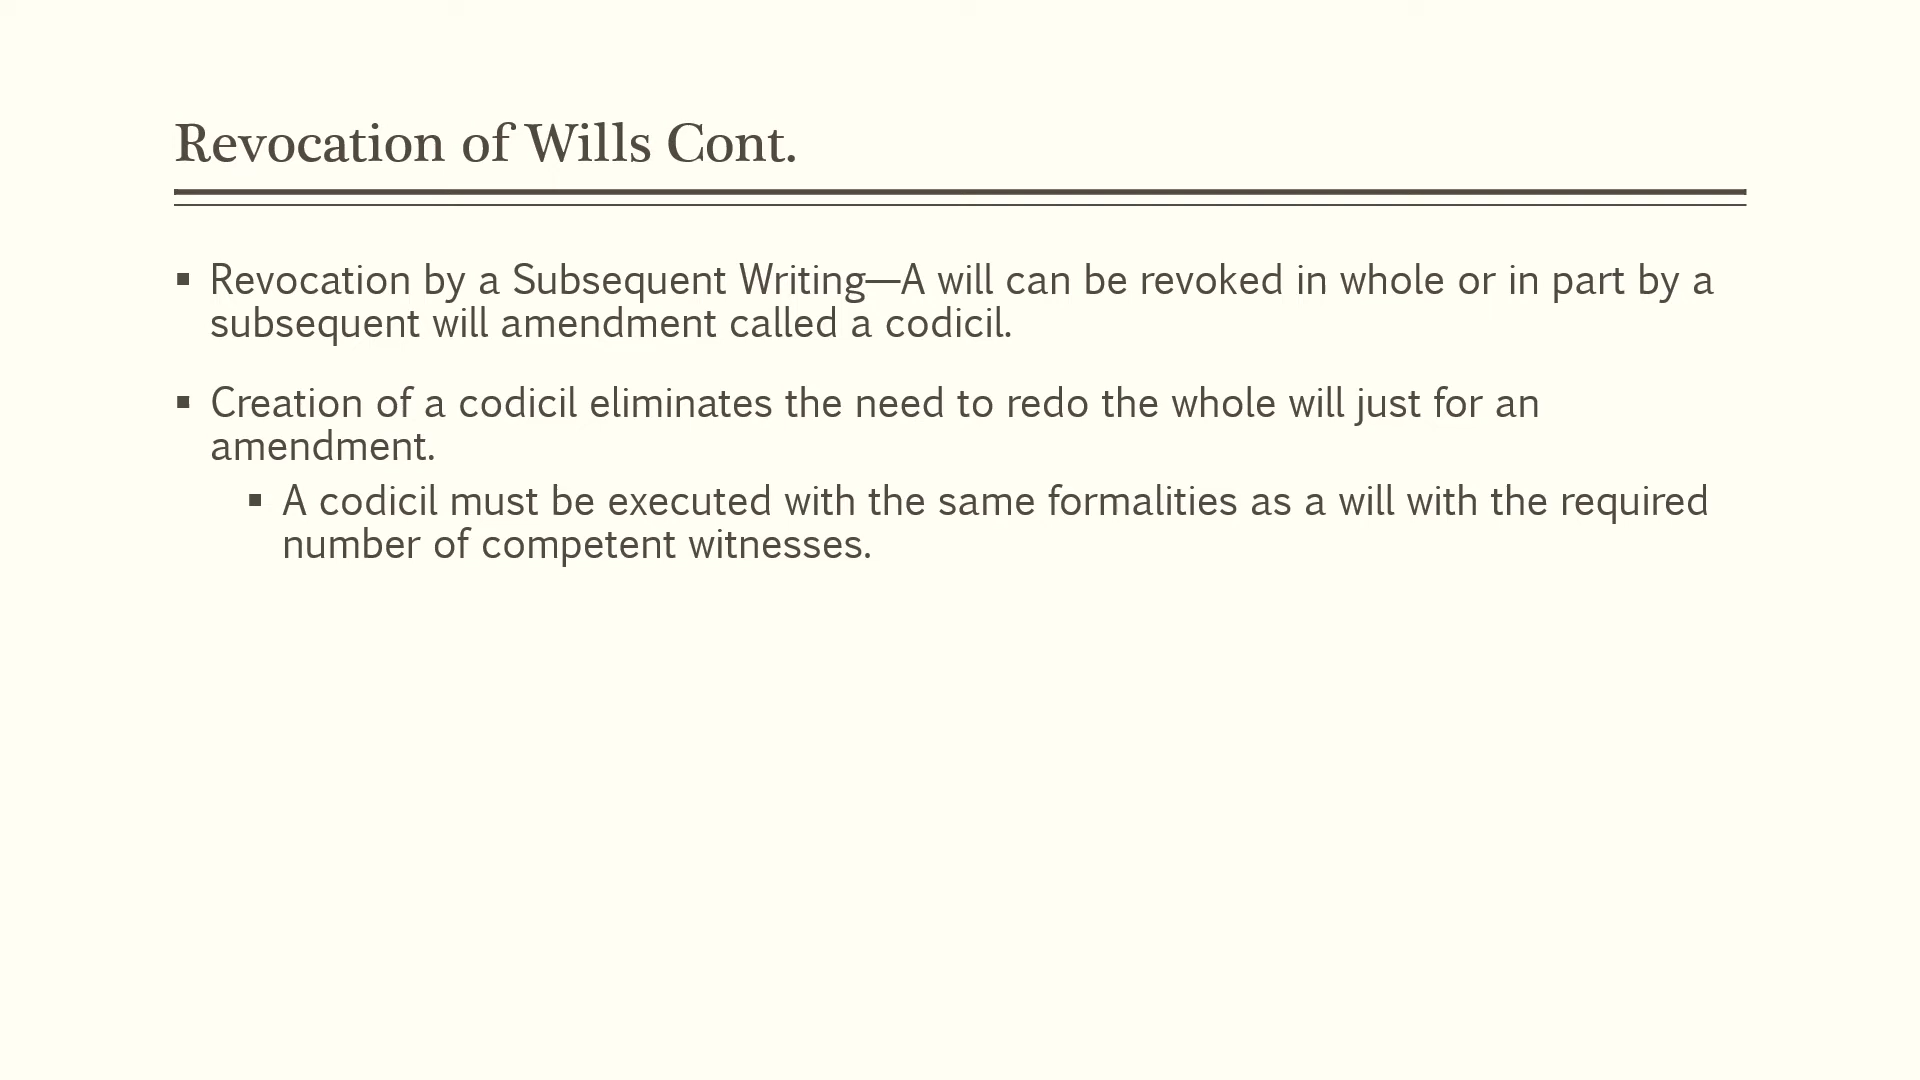 Revocation of Wills Cont.
▪ Revocation by a Subsequent Writing—A will can be revoked in whole or in part by a
subsequent will amendment called a codicil.
▪ Creation of a codicil eliminates the need to redo the whole will just for an
amendment.
▪ A codicil must be executed with the same formalities as a will with the required
number of competent witnesses.